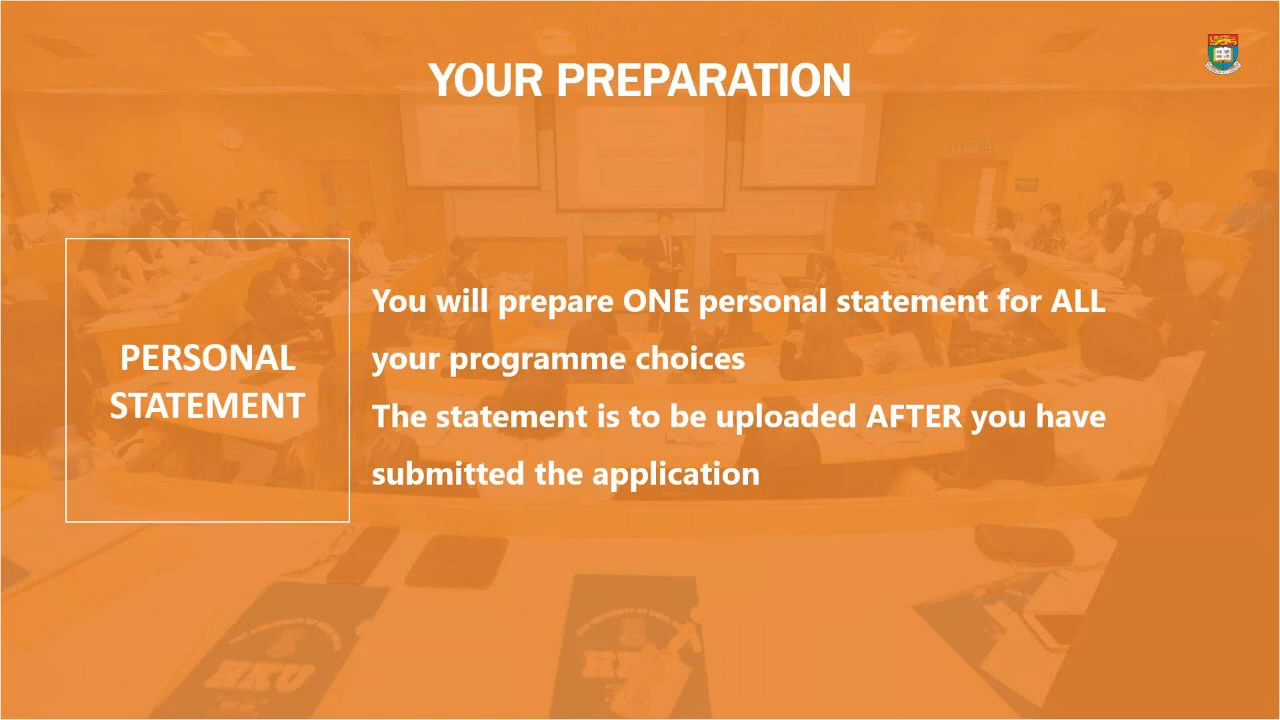 YOUR PREPARATION
PERSONAL
STATEMENT
You will prepare ONE personal statement for ALL
your programme choices
The statement is to be uploaded AFTER you have
submitted the application
HKU